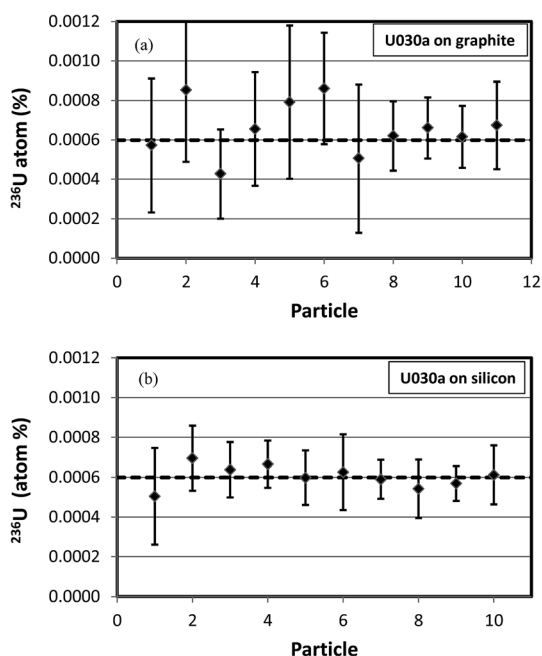 0.0012
(a)
U030a on graphite
0.0010
0.0008
0.0006
0.0004
0.0002
0.0000
²³⁶U atom (%)
0 2 4 6 8 10 12
Particle
0.0012
(b)
U030a on silicon
0.0010
0.0008
0.0006
0.0004
0.0002
0.0000
²³⁶U (atom %)
0 2 4 6 8 10
Particle